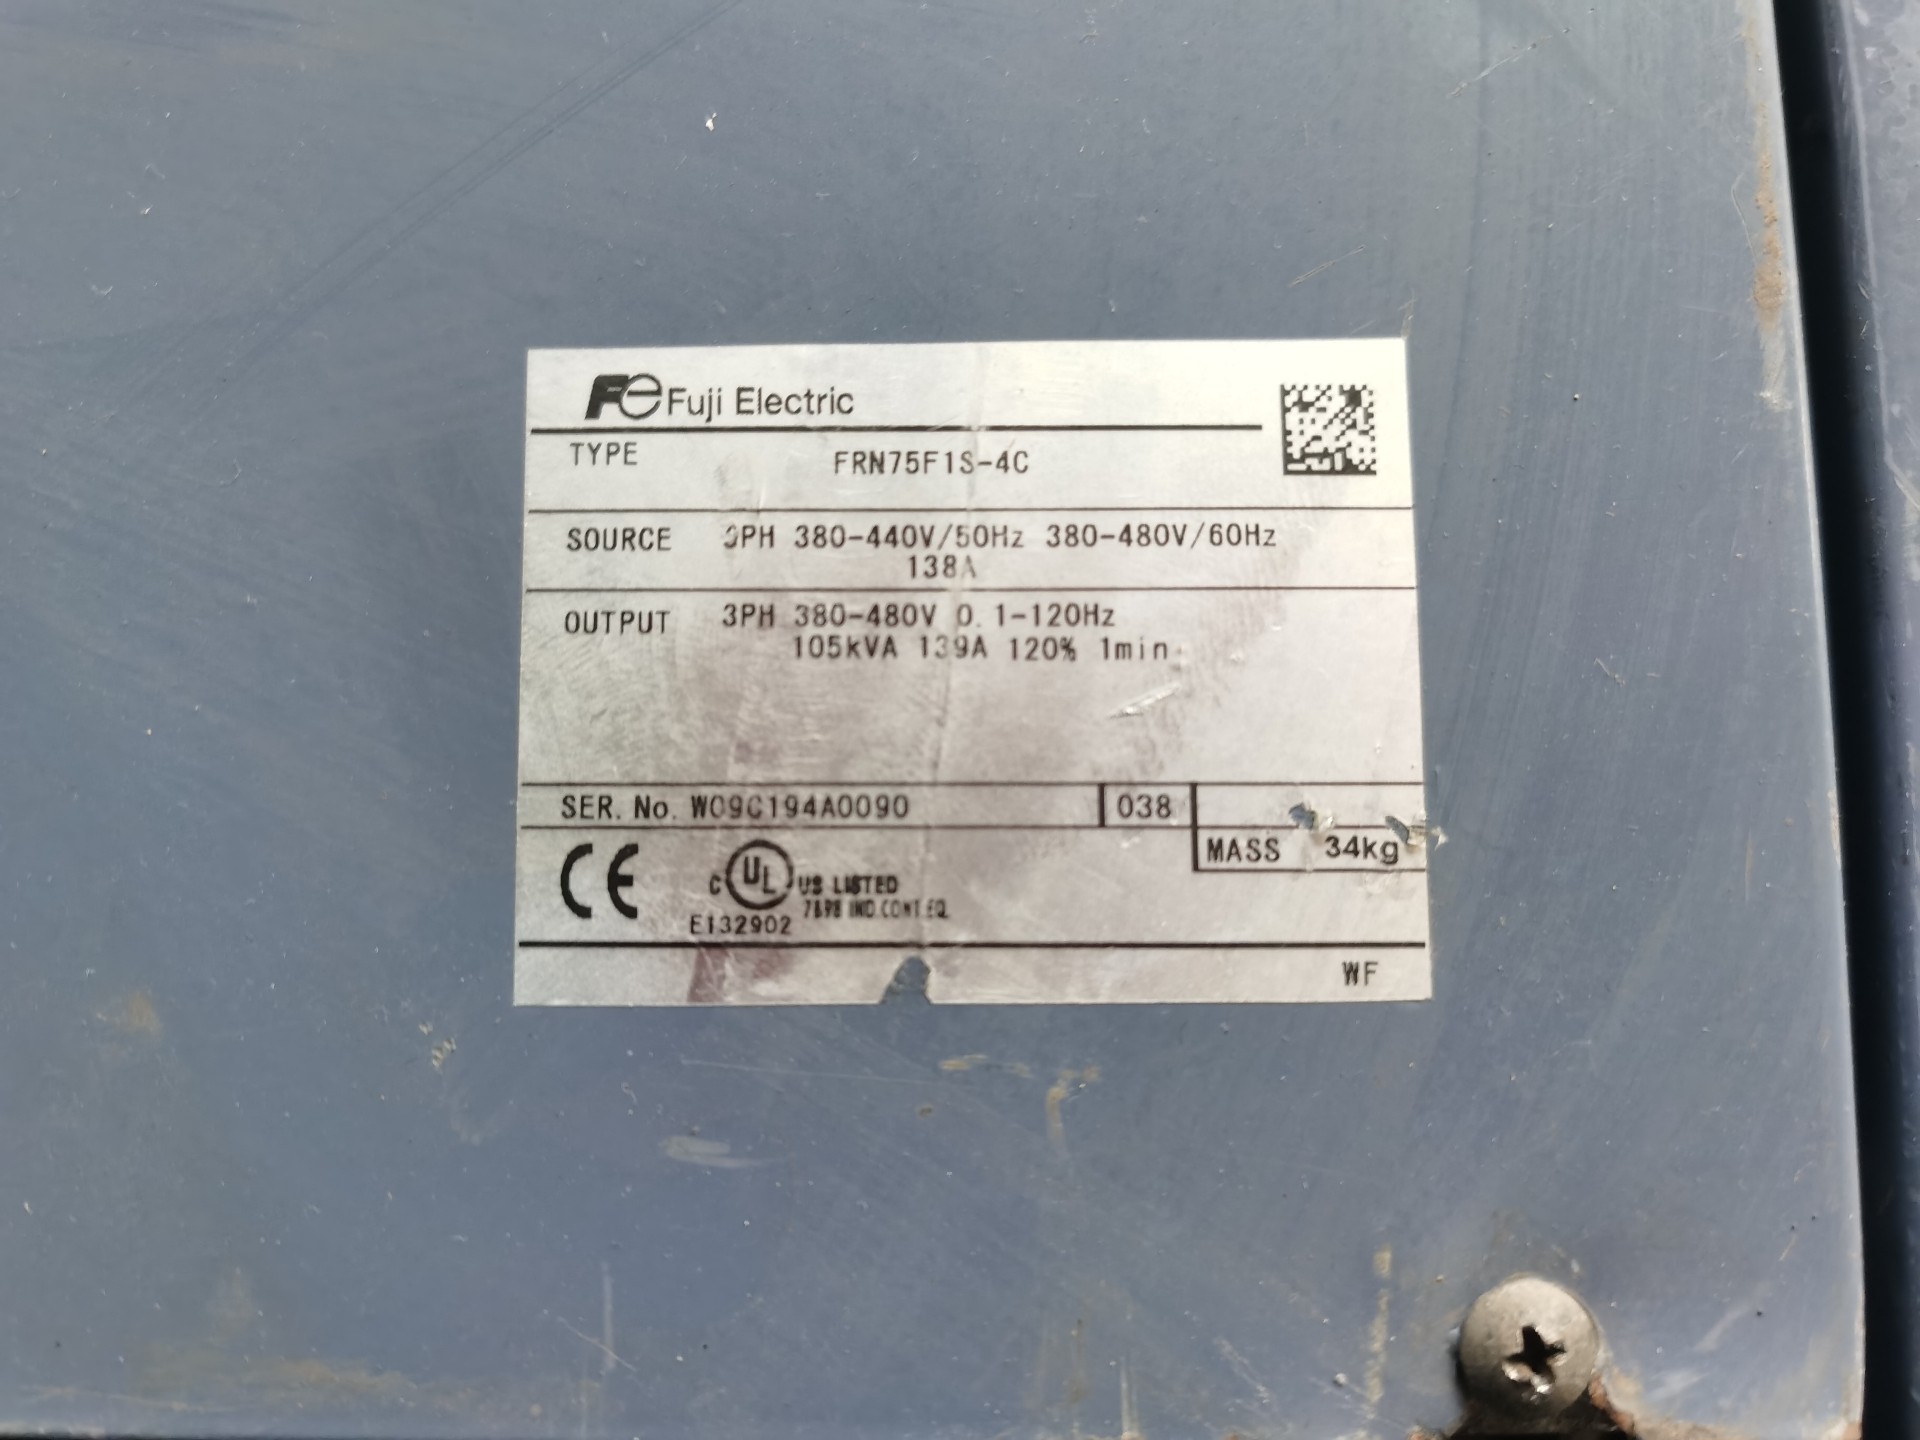 Fe Fuji Electric
TYPE FRN75F1S-4C
SOURCE 3PH 380-440V/50Hz 380-480V/60Hz
138A
OUTPUT 3PH 380-480V 0.1-120Hz
105kVA 139A 120% 1min
SER. No. W09C194A0090 038
MASS 34kg
CE C UL US LISTED
E132902 7898 IND.CONT.EQ.
WF